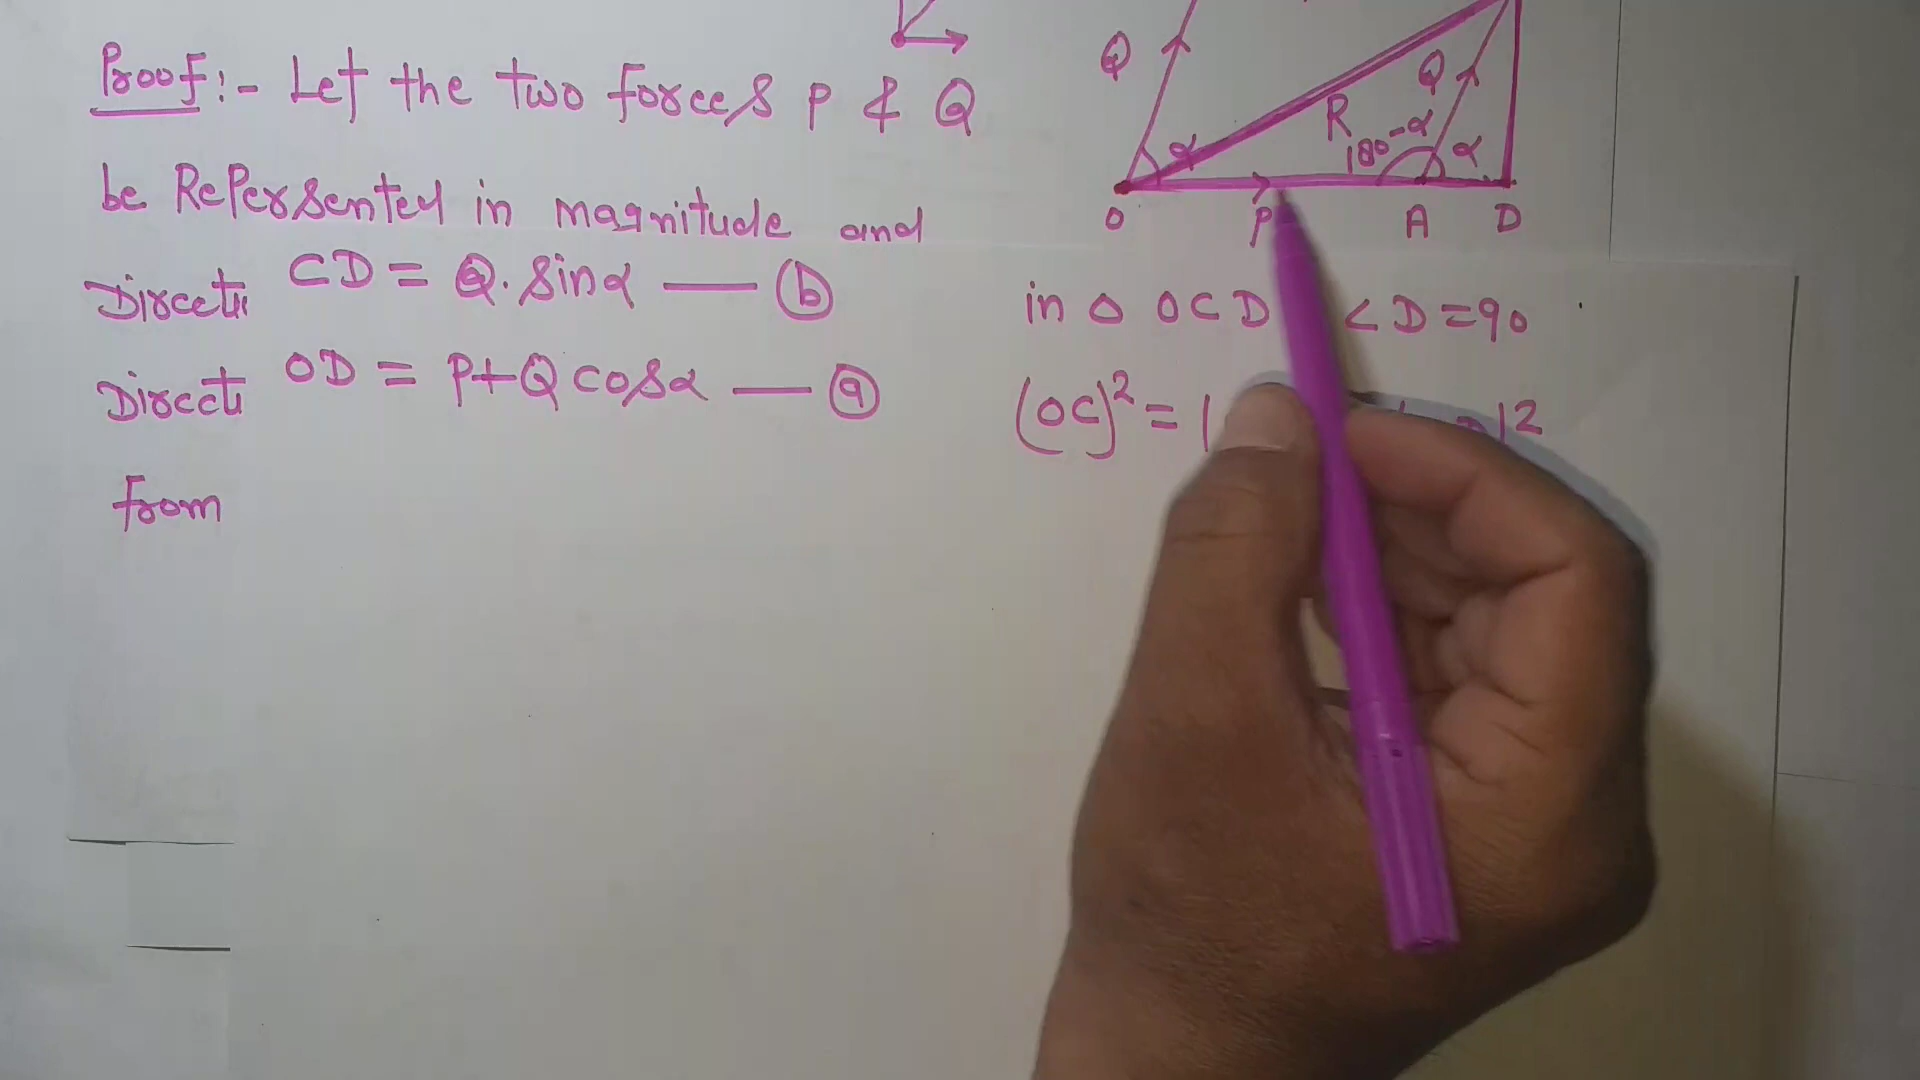 Proof:- Let the two forces P & Q
be Repersented in magnitude and
Directi CD = Q. sinα — (b)
Directi OD = P+Q cosα — (a)
from
Q
Q
R
α
180-α
α
O
P
A
D
in △ OCD <D=90
(OC)² =